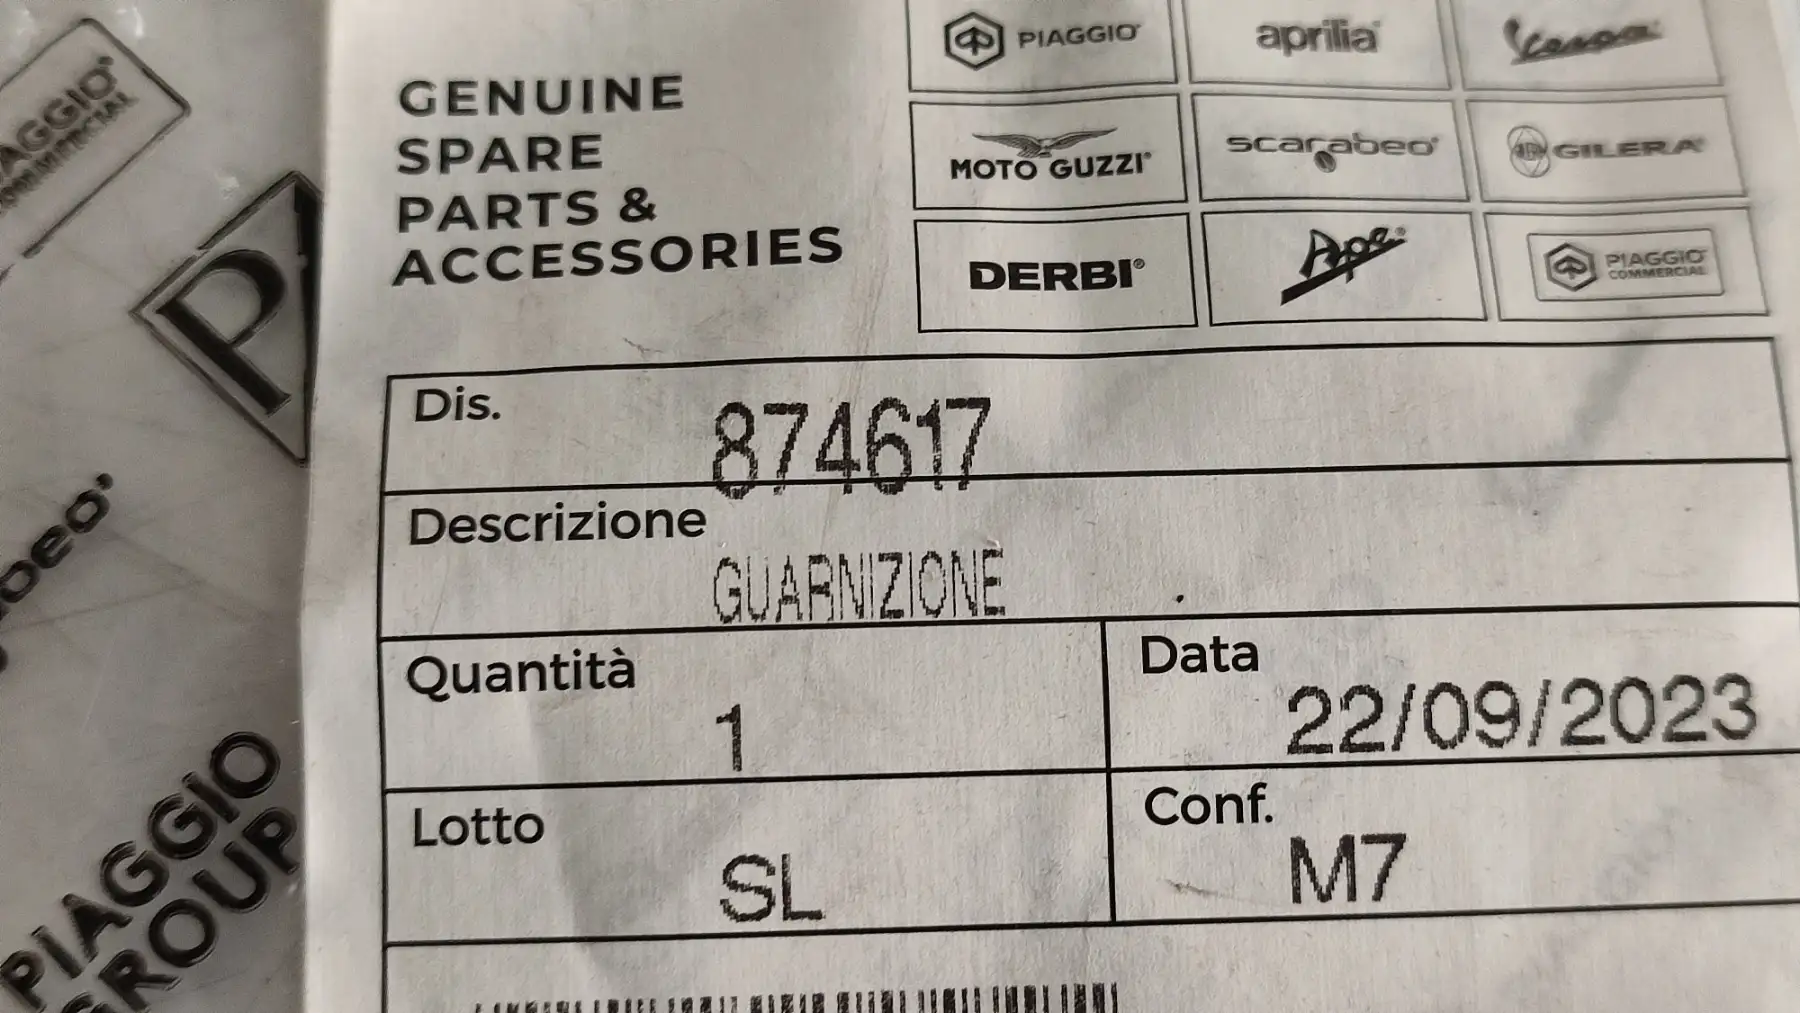 GENUINE
SPARE
PARTS &
ACCESSORIES
PIAGGIO®
aprilia®
Vespa®
MOTO GUZZI®
scarabeo®
GILERA®
DERBI®
Ape®
PIAGGIO®
COMMERCIAL
Dis.
874617
Descrizione
GUARNIZIONE
Quantità
1
Data
22/09/2023
Lotto
SL
Conf.
M7
PIAGGIO
GROUP